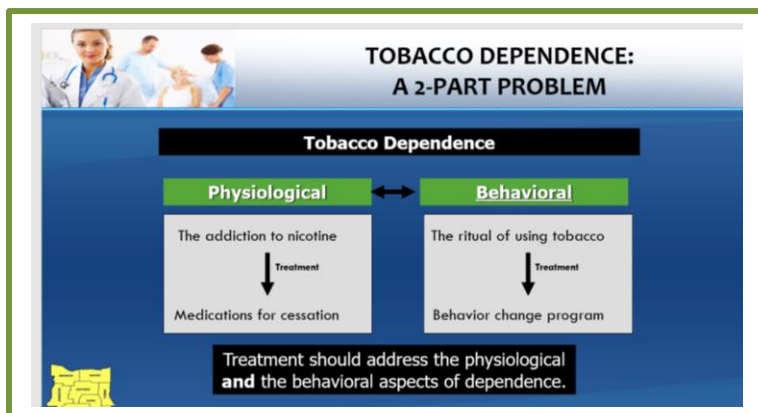 TOBACCO DEPENDENCE:
A 2-PART PROBLEM
Tobacco Dependence
Physiological
Behavioral
The addiction to nicotine
Treatment
Medications for cessation
The ritual of using tobacco
Treatment
Behavior change program
Treatment should address the physiological
and the behavioral aspects of dependence.